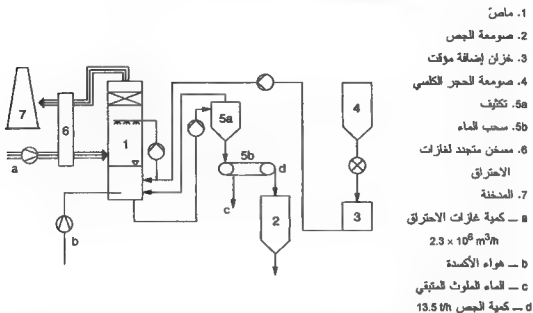 1. ماصّ
2. صومعة الجص
3. خزان إضافة مؤقت
4. صومعة الحجر الكلسي
5a. تكثيف
5b. سحب الماء
6. مسخن متجدد لغازات
الاحتراق
7. المدخنة
a ــ كمية غازات الاحتراق
2.3 × 10⁶ m³/h
b ــ هواء الأكسدة
c ــ الماء الملوث المتبقي
d ــ كمية الجص 13.5 t/h
7
6
1
5a
4
5b
d
a
c
2
3
b